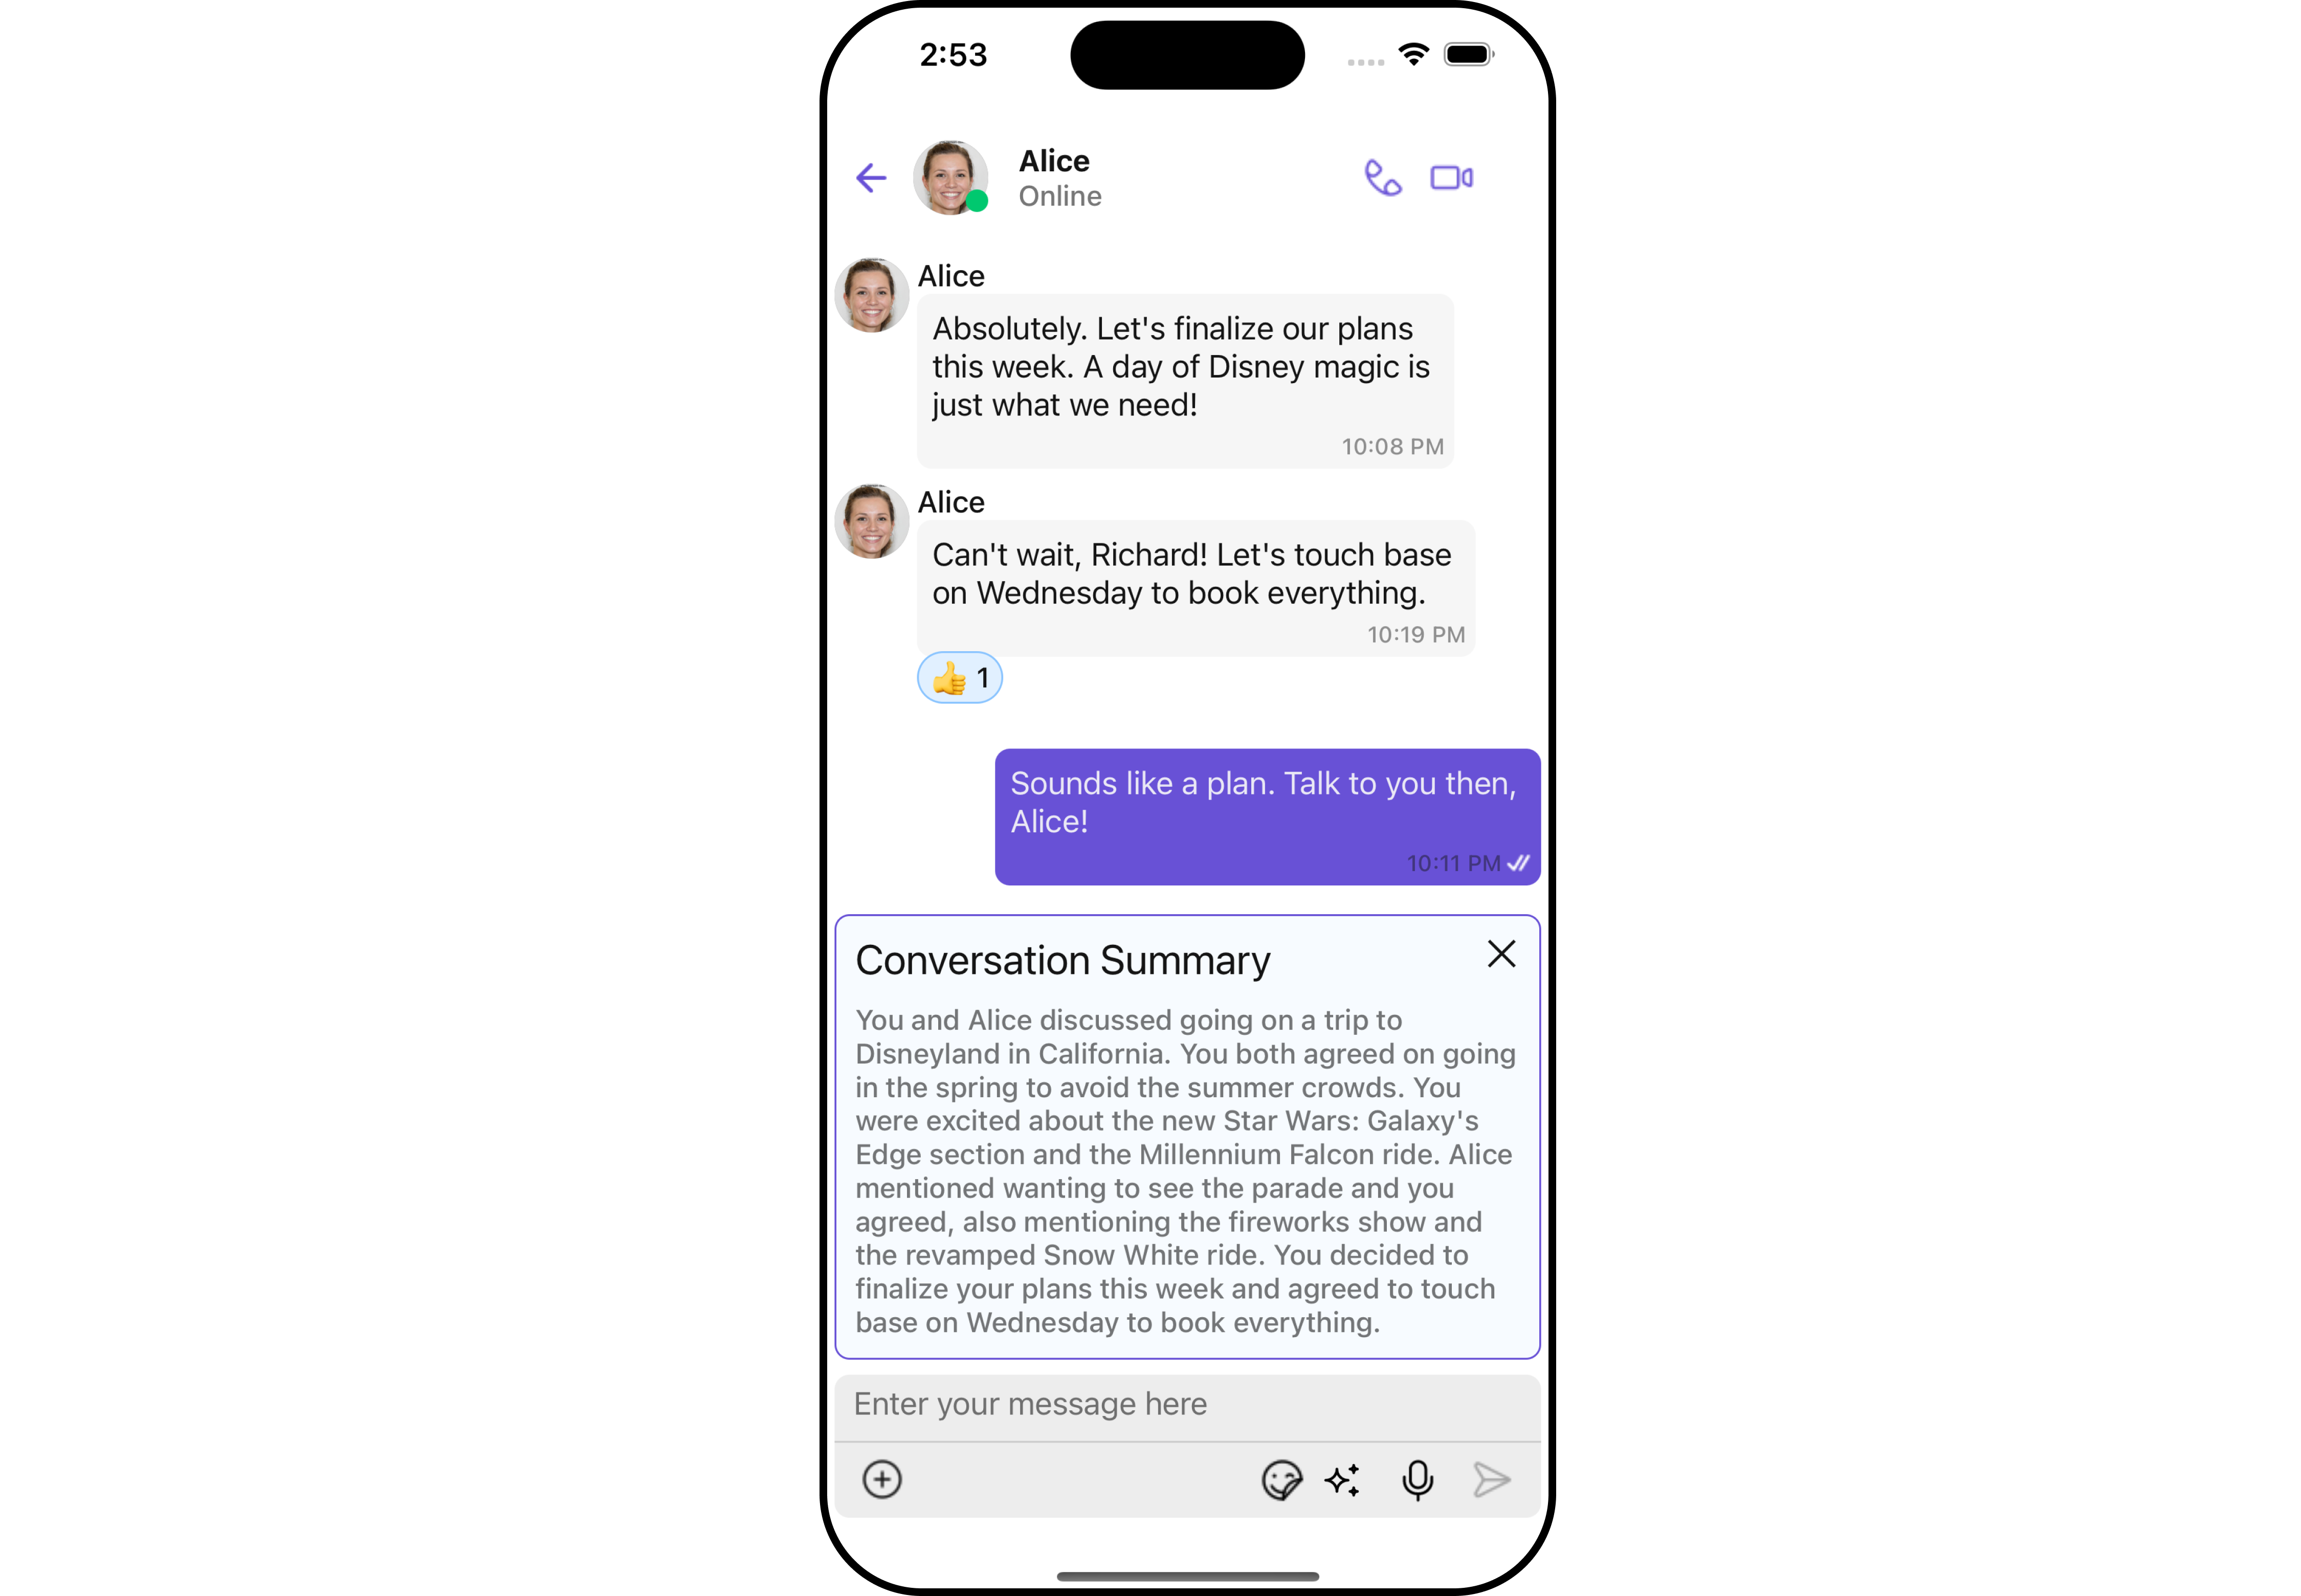 2:53
Alice
Online
Alice
Absolutely. Let's finalize our plans
this week. A day of Disney magic is
just what we need!
10:08 PM
Alice
Can't wait, Richard! Let's touch base
on Wednesday to book everything.
10:19 PM
👍 1
Sounds like a plan. Talk to you then,
Alice!
10:11 PM
Conversation Summary
You and Alice discussed going on a trip to
Disneyland in California. You both agreed on going
in the spring to avoid the summer crowds. You
were excited about the new Star Wars: Galaxy's
Edge section and the Millennium Falcon ride. Alice
mentioned wanting to see the parade and you
agreed, also mentioning the fireworks show and
the revamped Snow White ride. You decided to
finalize your plans this week and agreed to touch
base on Wednesday to book everything.
Enter your message here